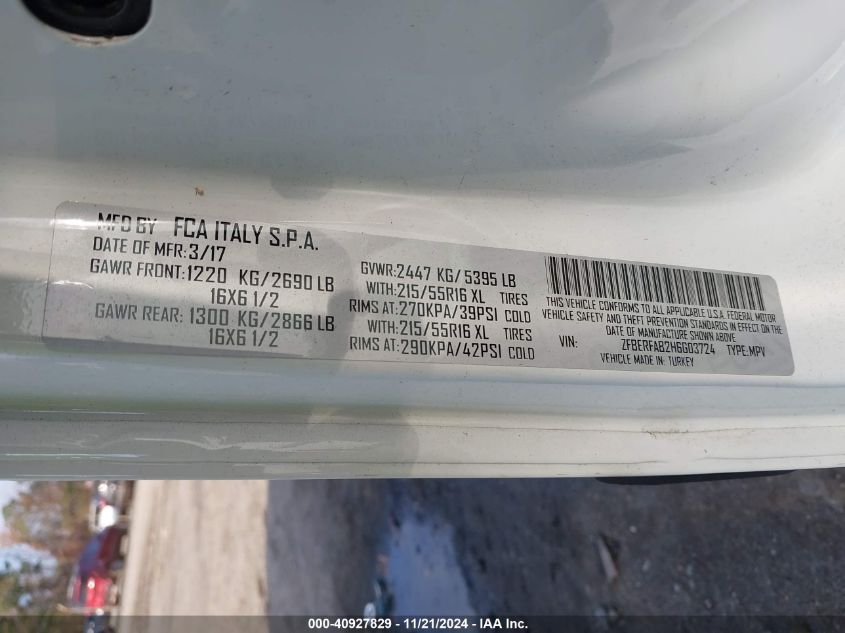 MFD BY FCA ITALY S.P.A.
DATE OF MFR: 3/17
GAWR FRONT: 1220 KG/2690 LB
16X6 1/2
GAWR REAR: 1300 KG/2866 LB
16X6 1/2
GVWR: 2447 KG/5395 LB
WITH: 215/55R16 XL TIRES
RIMS AT: 270KPA/39PSI COLD
WITH: 215/55R16 XL TIRES
RIMS AT: 290KPA/42PSI COLD
THIS VEHICLE CONFORMS TO ALL APPLICABLE U.S.A. FEDERAL MOTOR
VEHICLE SAFETY AND THEFT PREVENTION STANDARDS IN EFFECT ON THE
DATE OF MANUFACTURE SHOWN ABOVE
VIN: ZFBERFAB2H6G03724 TYPE: MPV
VEHICLE MADE IN: TURKEY
000-40927829 - 11/21/2024 - IAA Inc.